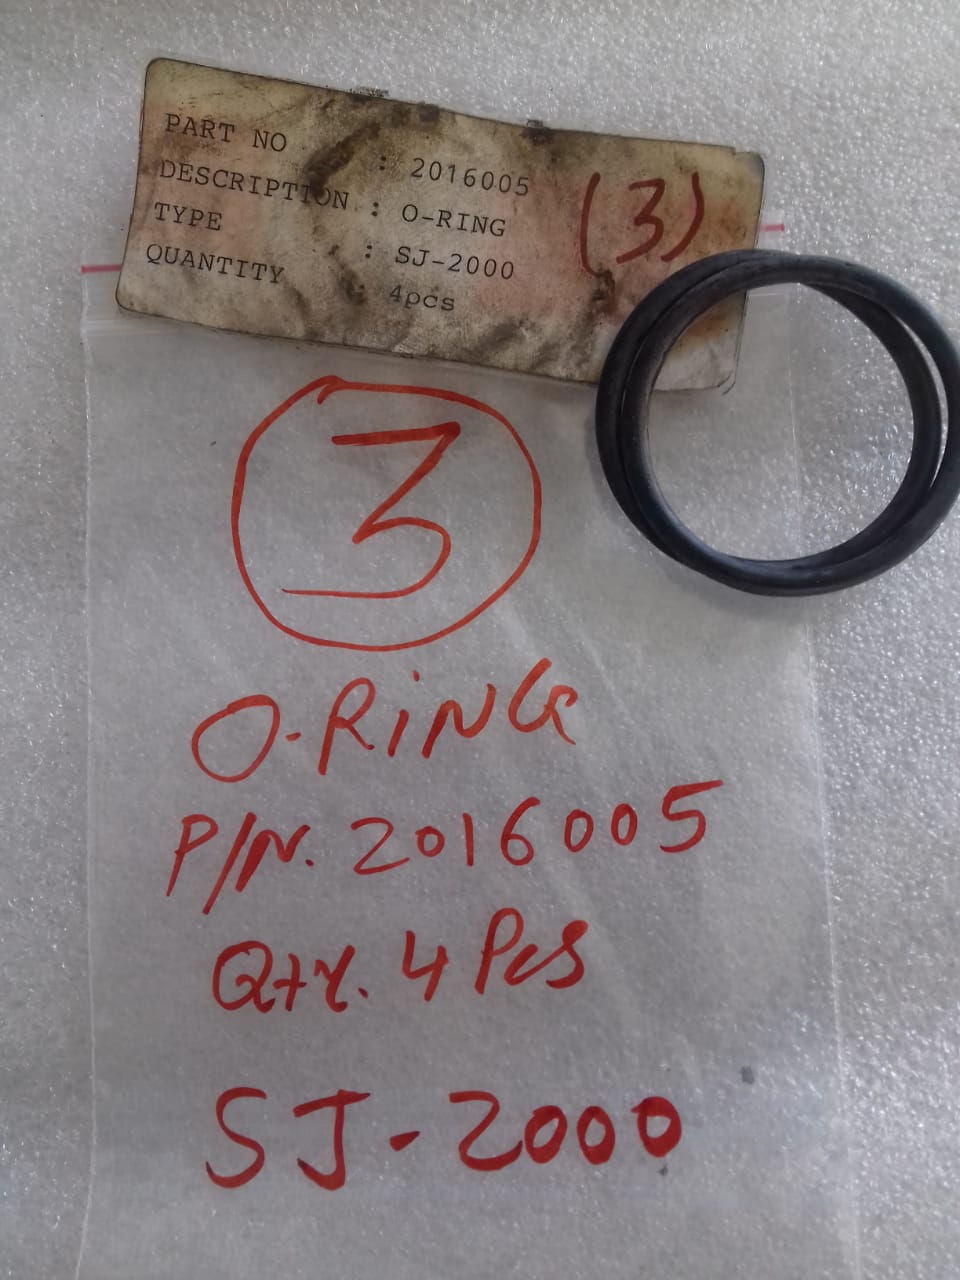 PART NO : 2016005
DESCRIPTION : O-RING
TYPE : SJ-2000
QUANTITY : 4pcs
(3)
3
O-RiNG
P/N. 2016005
Qty. 4 Pcs
SJ-2000